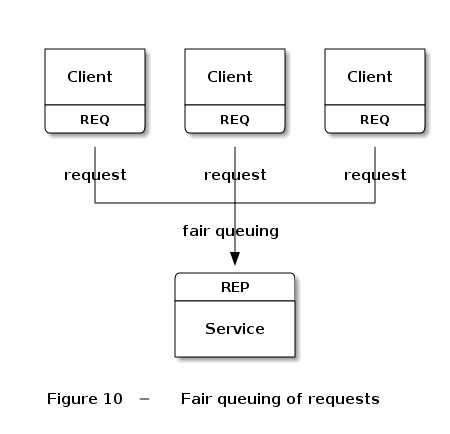 Client Client Client
REQ REQ REQ
request request request
fair queuing
REP
Service
Figure 10 – Fair queuing of requests